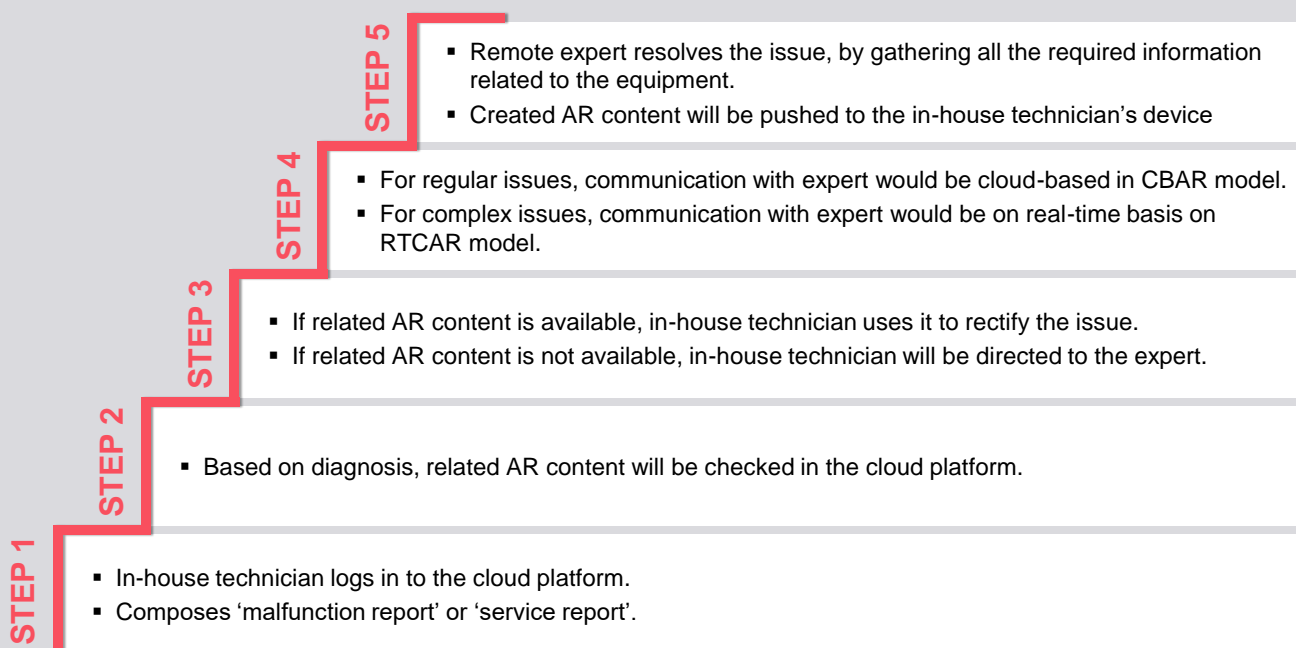 STEP 5
▪ Remote expert resolves the issue, by gathering all the required information
related to the equipment.
▪ Created AR content will be pushed to the in-house technician's device
STEP 4
▪ For regular issues, communication with expert would be cloud-based in CBAR model.
▪ For complex issues, communication with expert would be on real-time basis on
RTCAR model.
STEP 3
▪ If related AR content is available, in-house technician uses it to rectify the issue.
▪ If related AR content is not available, in-house technician will be directed to the expert.
STEP 2
▪ Based on diagnosis, related AR content will be checked in the cloud platform.
STEP 1
▪ In-house technician logs in to the cloud platform.
▪ Composes ‘malfunction report’ or ‘service report’.